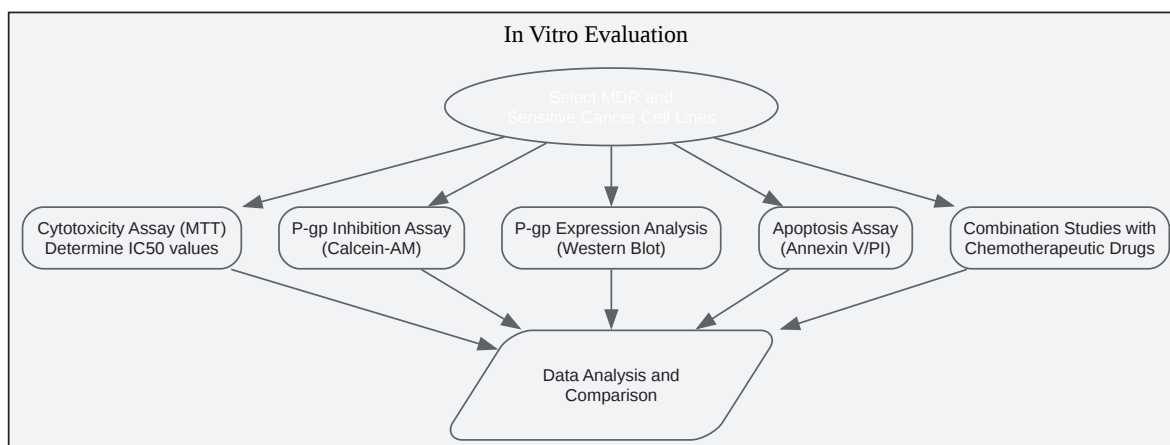 In Vitro Evaluation
Select MDR and
Sensitive Cancer Cell Lines
Cytotoxicity Assay (MTT)
Determine IC50 values
P-gp Inhibition Assay
(Calcein-AM)
P-gp Expression Analysis
(Western Blot)
Apoptosis Assay
(Annexin V/PI)
Combination Studies with
Chemotherapeutic Drugs
Data Analysis and
Comparison